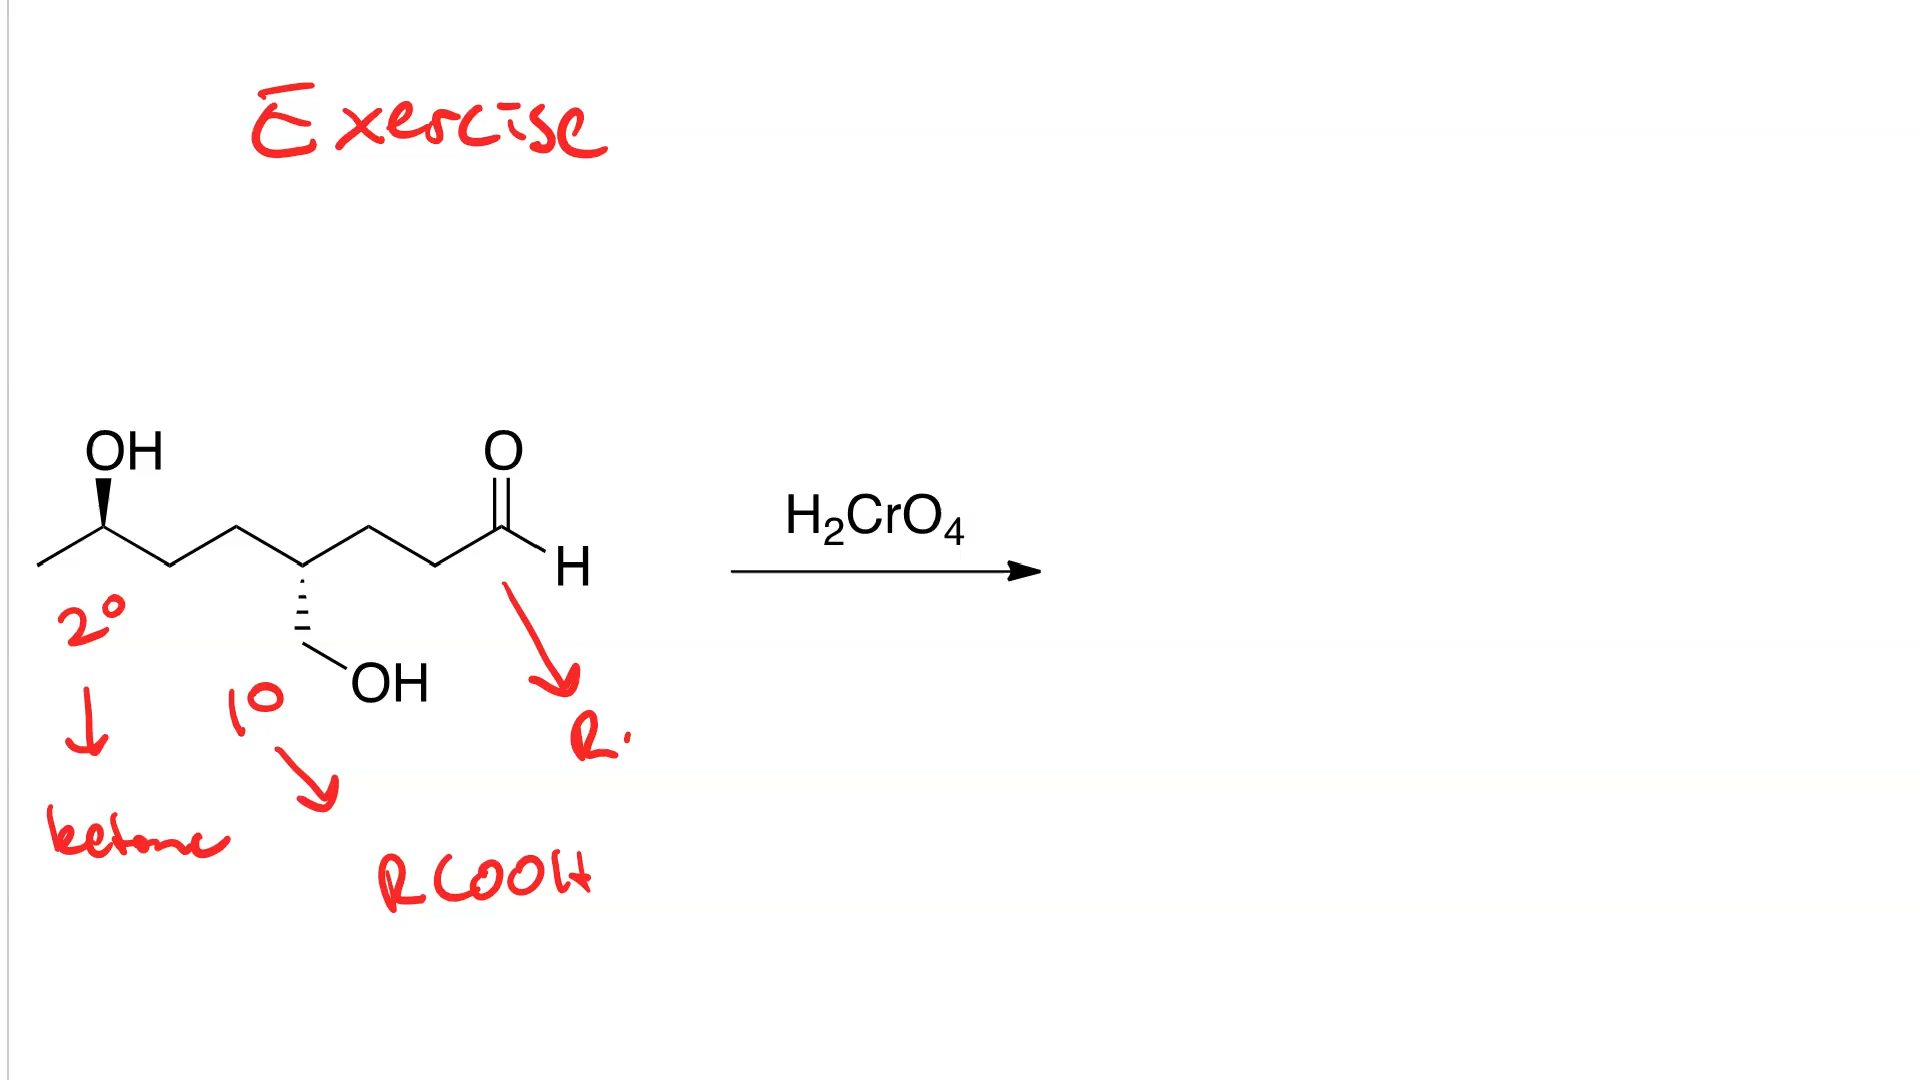 Exercise
OH
O
H
H₂CrO₄
2°
OH
1°
R.
ketone
RCOOH